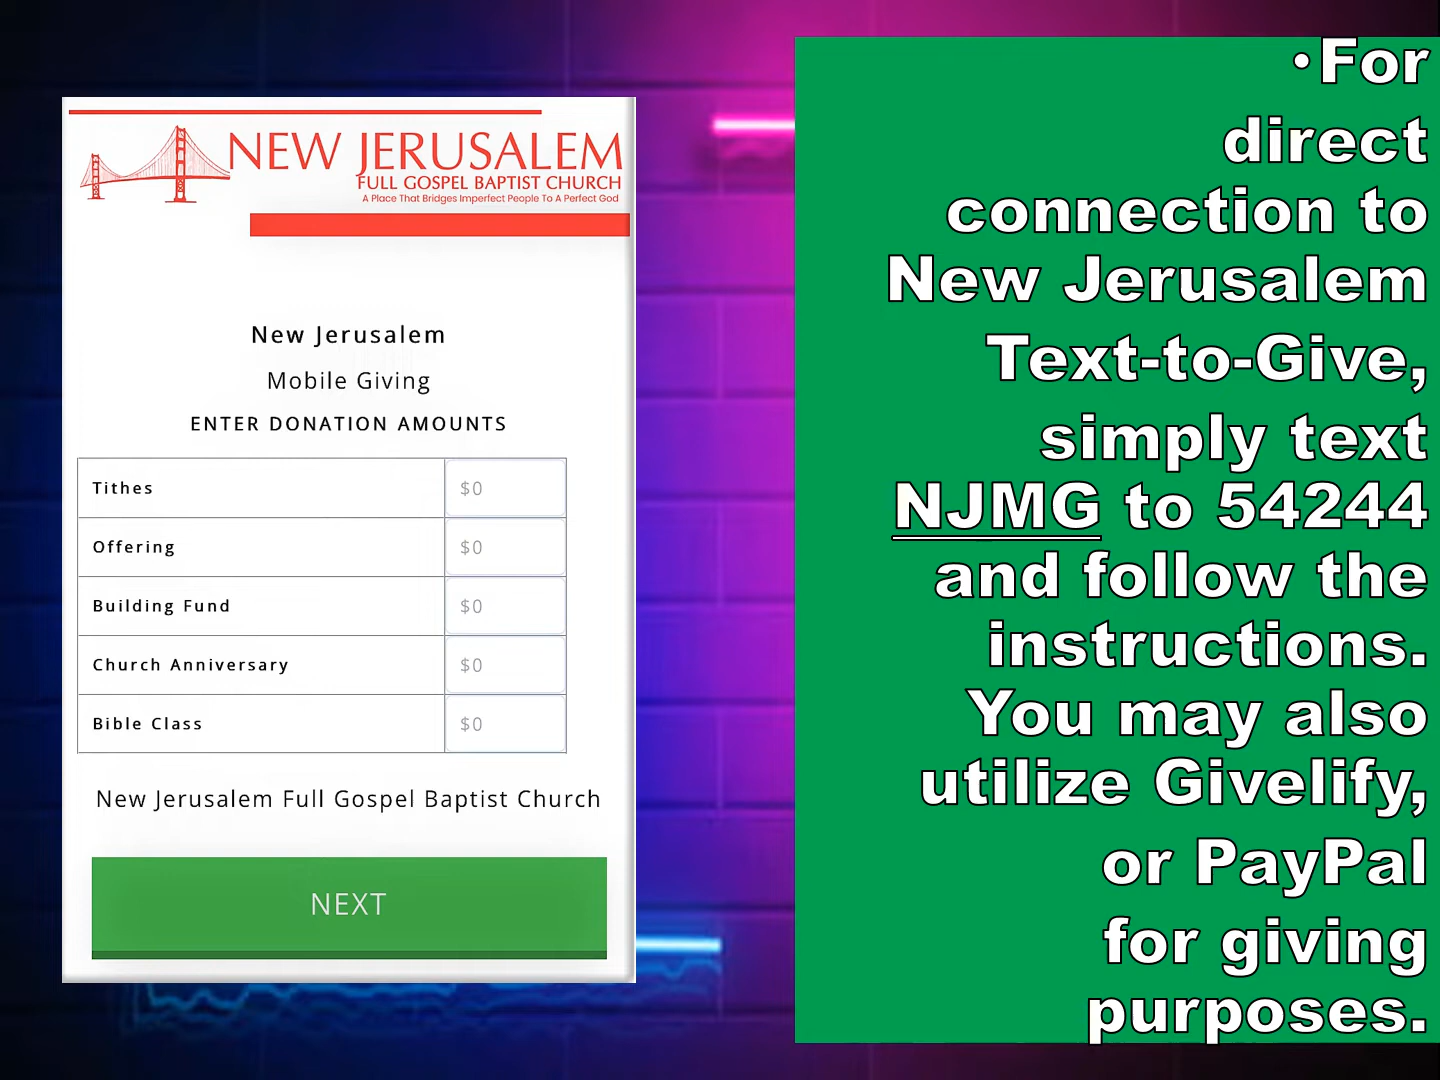 NEW JERUSALEM
FULL GOSPEL BAPTIST CHURCH
A Place That Bridges Imperfect People To A Perfect God
New Jerusalem
Mobile Giving
ENTER DONATION AMOUNTS
Tithes $0
Offering $0
Building Fund $0
Church Anniversary $0
Bible Class $0
New Jerusalem Full Gospel Baptist Church
NEXT
•For
direct
connection to
New Jerusalem
Text-to-Give,
simply text
NJMG to 54244
and follow the
instructions.
You may also
utilize Givelify,
or PayPal
for giving
purposes.